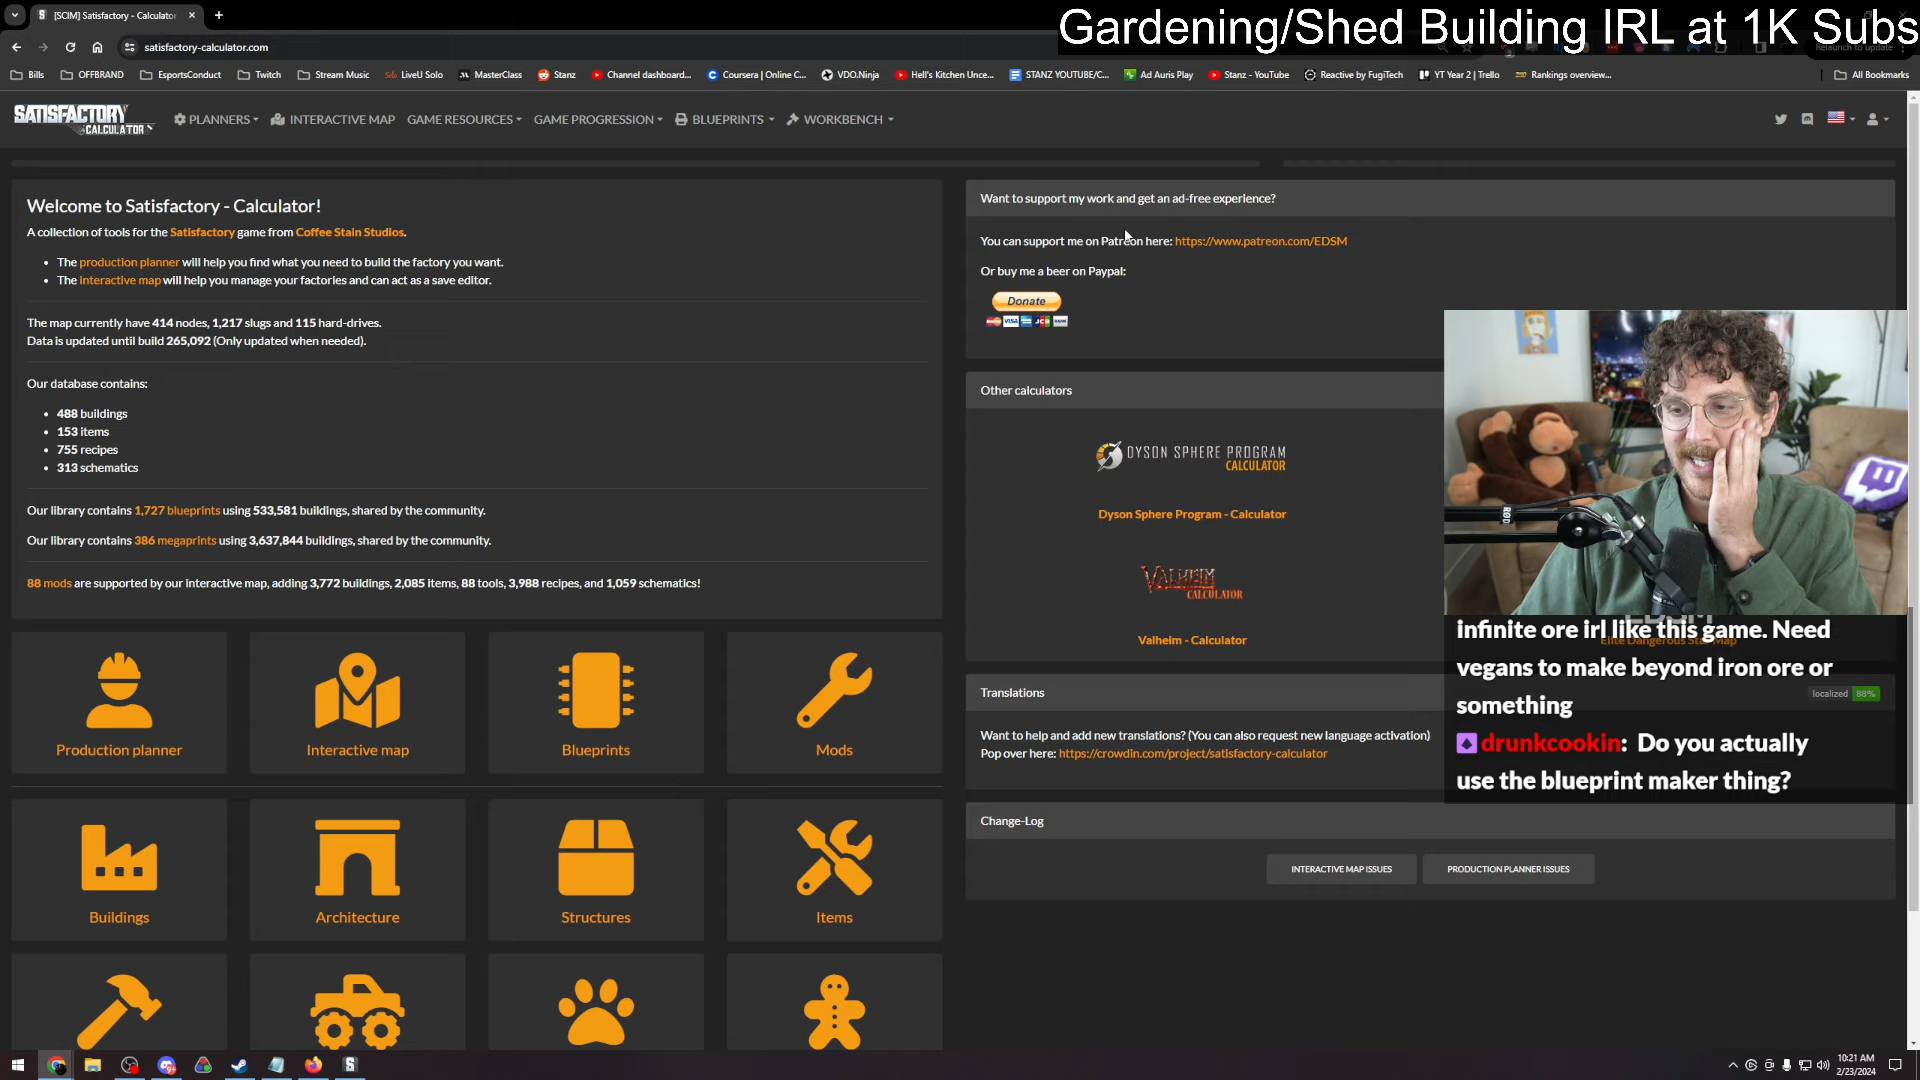 [SCIM] Satisfactory - Calculator
Gardening/Shed Building IRL at 1K Subs
satisfactory-calculator.com
Relaunch to update
Bills
OFFBRAND
EsportsConduct
Twitch
Stream Music
LiveU Solo
MasterClass
Stanz
Channel dashboard...
Coursera | Online C...
VDO.Ninja
Hell's Kitchen Unce...
STANZ YOUTUBE/C...
Ad Auris Play
Stanz - YouTube
Reactive by FugiTech
YT Year 2 | Trello
Rankings overview...
All Bookmarks
SATISFACTORY
CALCULATOR
PLANNERS
INTERACTIVE MAP
GAME RESOURCES
GAME PROGRESSION
BLUEPRINTS
WORKBENCH
Welcome to Satisfactory - Calculator!
A collection of tools for the Satisfactory game from Coffee Stain Studios.
The production planner will help you find what you need to build the factory you want.
The interactive map will help you manage your factories and can act as a save editor.
The map currently have 414 nodes, 1,217 slugs and 115 hard-drives.
Data is updated until build 265,092 (Only updated when needed).
Our database contains:
488 buildings
153 items
755 recipes
313 schematics
Our library contains 1,727 blueprints using 533,581 buildings, shared by the community.
Our library contains 386 megaprints using 3,637,844 buildings, shared by the community.
88 mods are supported by our interactive map, adding 3,772 buildings, 2,085 items, 88 tools, 3,988 recipes, and 1,059 schematics!
Production planner
Interactive map
Blueprints
Mods
Buildings
Architecture
Structures
Items
Want to support my work and get an ad-free experience?
You can support me on Patreon here: https://www.patreon.com/EDSM
Or buy me a beer on Paypal:
Donate
VISA
Other calculators
DYSON SPHERE PROGRAM
CALCULATOR
Dyson Sphere Program - Calculator
VALHEIM
CALCULATOR
Valheim - Calculator
EDSM
Elite Dangerous Star Map
RØDE
infinite ore irl like this game. Need
vegans to make beyond iron ore or
something
drunkcookin: Do you actually
use the blueprint maker thing?
Translations
localized 88%
Want to help and add new translations? (You can also request new language activation)
Pop over here: https://crowdin.com/project/satisfactory-calculator
Change-Log
INTERACTIVE MAP ISSUES
PRODUCTION PLANNER ISSUES
10:21 AM
2/23/2024